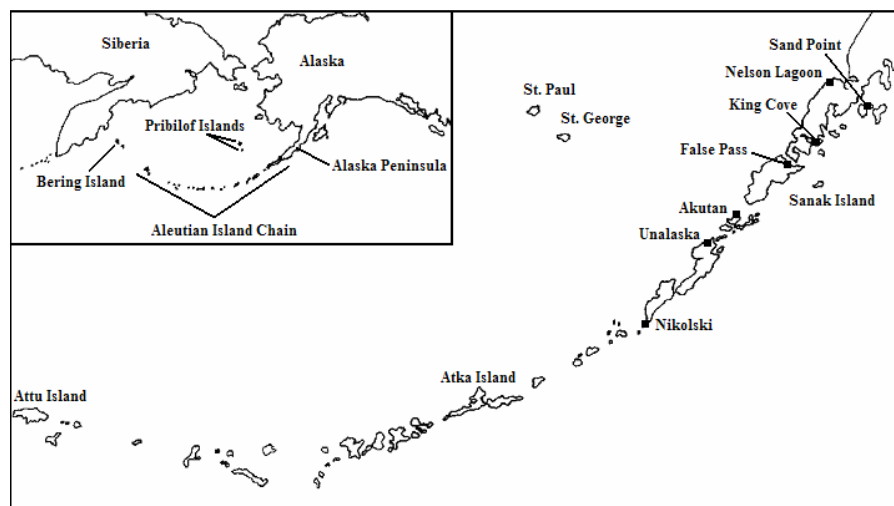 Siberia
Alaska
Pribilof Islands
Bering Island
Alaska Peninsula
Aleutian Island Chain
Sand Point
Nelson Lagoon
King Cove
St. Paul
St. George
False Pass
Sanak Island
Akutan
Unalaska
Nikolski
Atka Island
Attu Island